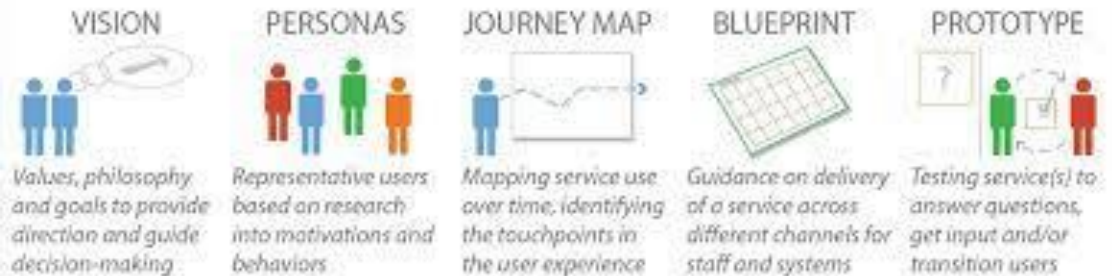 VISION
Values, philosophy
and goals to provide
direction and guide
decision-making
PERSONAS
Representative users
based on research
into motivations and
behaviors
JOURNEY MAP
Mapping service use
over time, identifying
the touchpoints in
the user experience
BLUEPRINT
Guidance on delivery
of a service across
different channels for
staff and systems
PROTOTYPE
?
Testing service(s) to
answer questions,
get input and/or
transition users